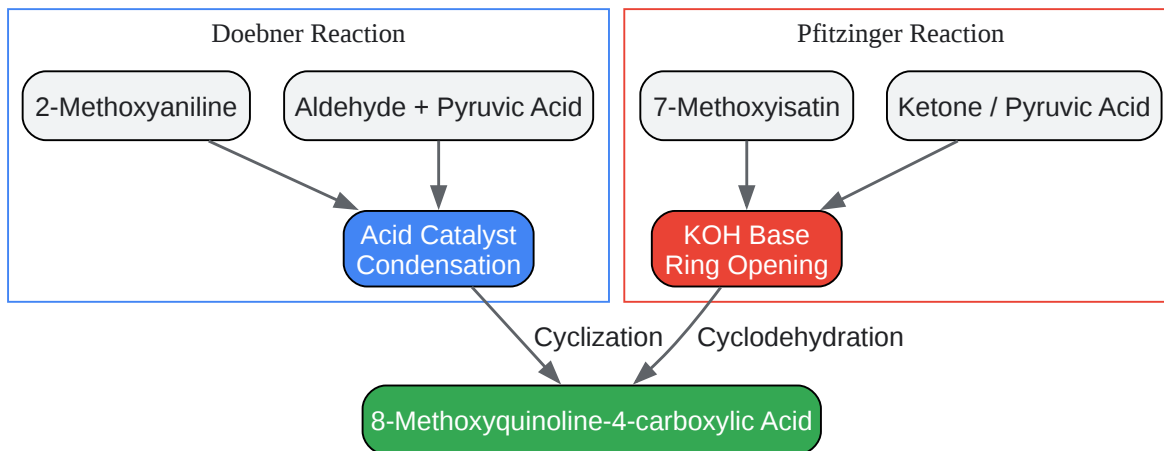 Doebner Reaction
Pfitzinger Reaction
2-Methoxyaniline
Aldehyde + Pyruvic Acid
7-Methoxyisatin
Ketone / Pyruvic Acid
Acid Catalyst
Condensation
KOH Base
Ring Opening
Cyclization
Cyclodehydration
8-Methoxyquinoline-4-carboxylic Acid